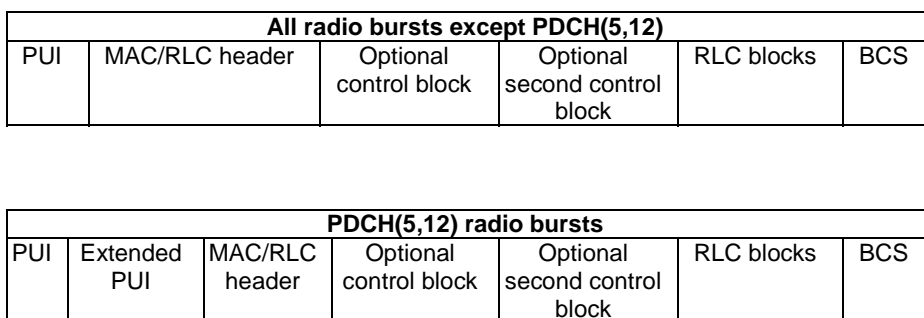 All radio bursts except PDCH(5,12)
PUI MAC/RLC header Optional control block Optional second control block RLC blocks BCS
PDCH(5,12) radio bursts
PUI Extended PUI MAC/RLC header Optional control block Optional second control block RLC blocks BCS